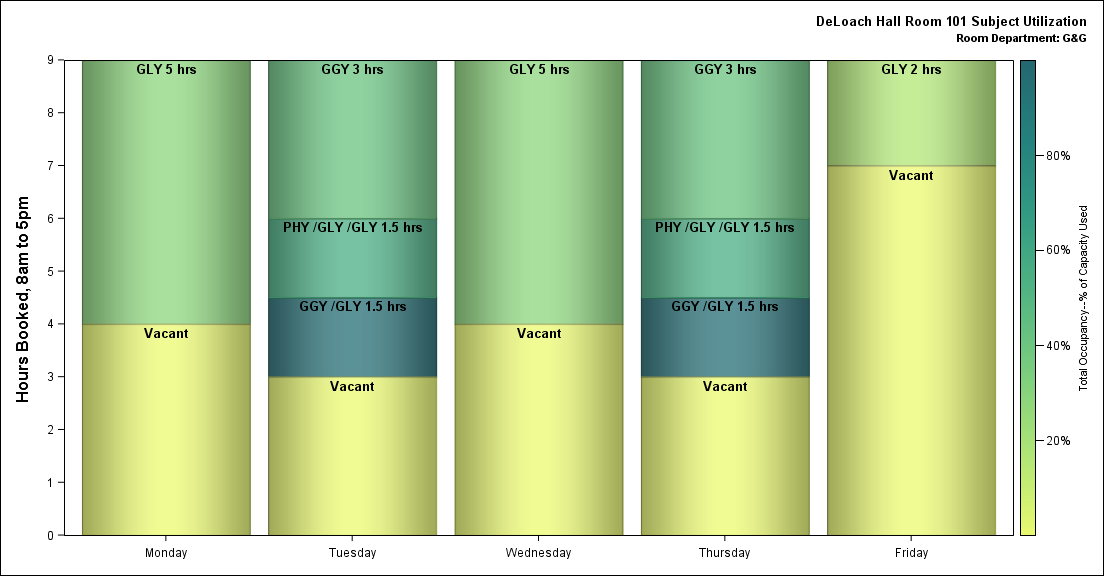 DeLoach Hall Room 101 Subject Utilization
Room Department: G&G
Hours Booked, 8am to 5pm
9
8
7
6
5
4
3
2
1
0
GLY 5 hrs
Vacant
GGY 3 hrs
PHY /GLY /GLY 1.5 hrs
GGY /GLY 1.5 hrs
Vacant
GLY 5 hrs
Vacant
GGY 3 hrs
PHY /GLY /GLY 1.5 hrs
GGY /GLY 1.5 hrs
Vacant
GLY 2 hrs
Vacant
Monday
Tuesday
Wednesday
Thursday
Friday
80%
60%
40%
20%
Total Occupancy--% of Capacity Used